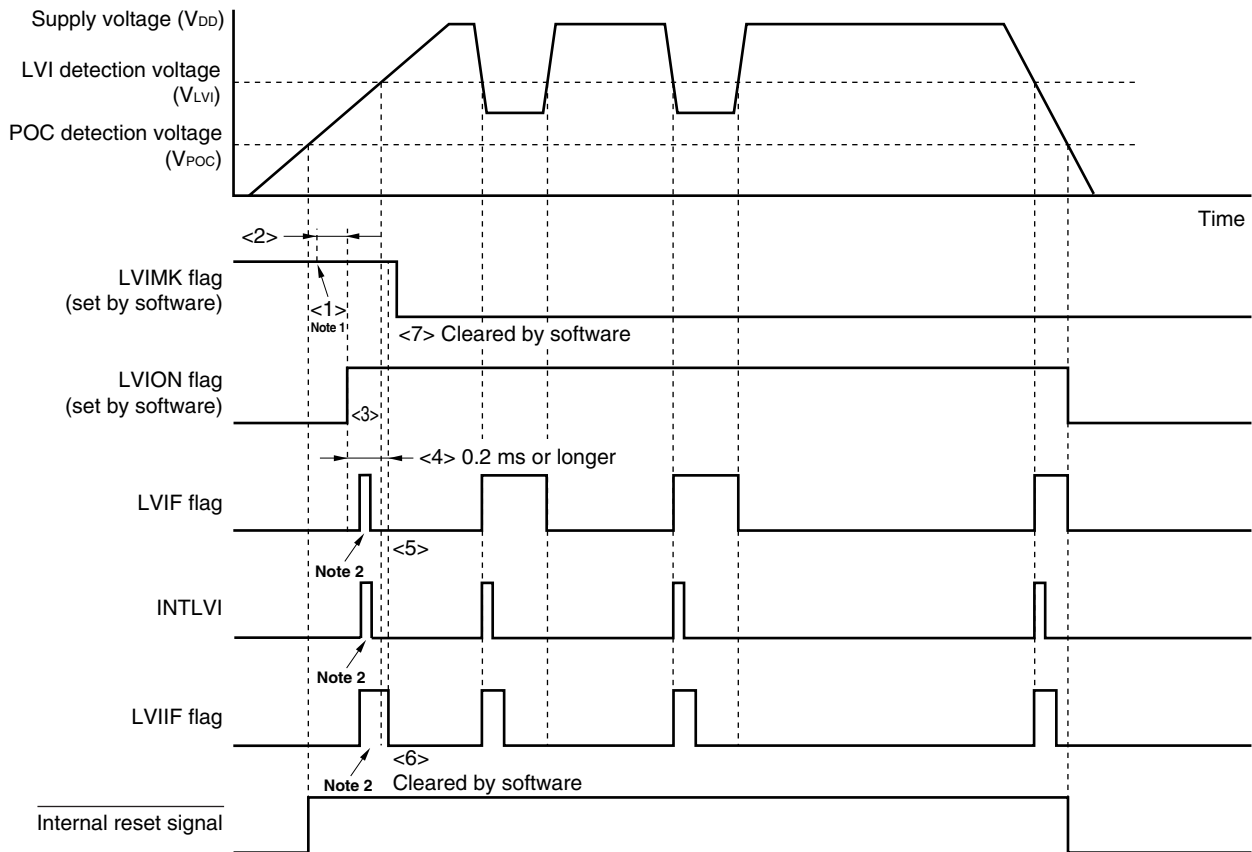 Supply voltage (VDD)
LVI detection voltage
(VLVI)
POC detection voltage
(VPOC)
Time
<2>
LVIMK flag
(set by software)
<1>
Note 1
<7> Cleared by software
LVION flag
(set by software)
<3>
<4> 0.2 ms or longer
LVIF flag
<5>
Note 2
INTLVI
Note 2
LVIIF flag
<6>
Note 2
Cleared by software
Internal reset signal